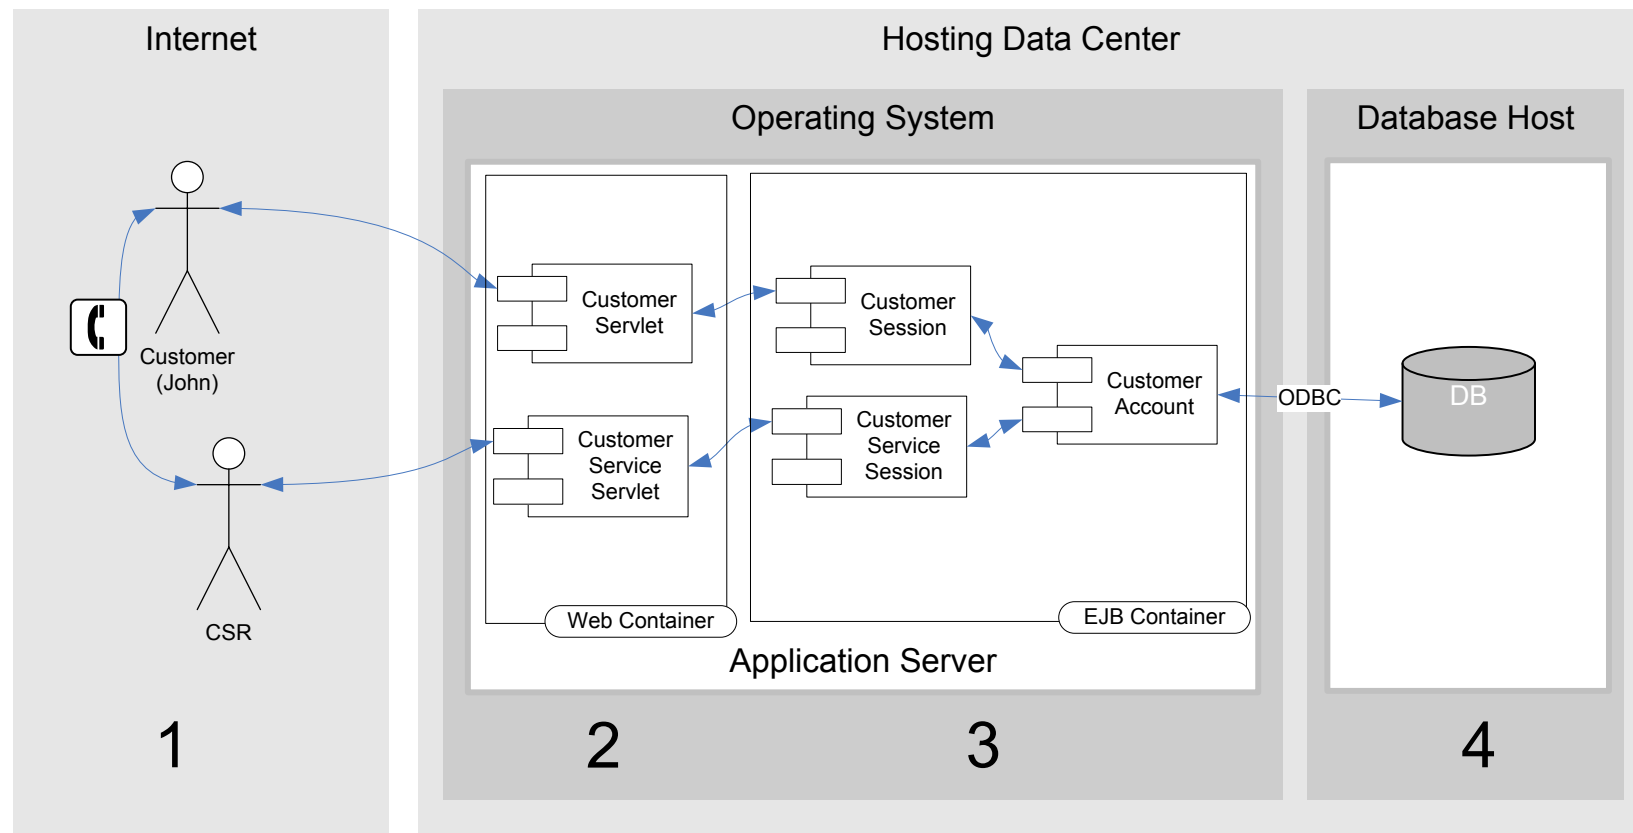 Internet
Hosting Data Center
Operating System
Database Host
Customer
(John)
CSR
Customer
Servlet
Customer
Service
Servlet
Web Container
Customer
Session
Customer
Service
Session
Customer
Account
EJB Container
Application Server
ODBC
DB
1
2
3
4